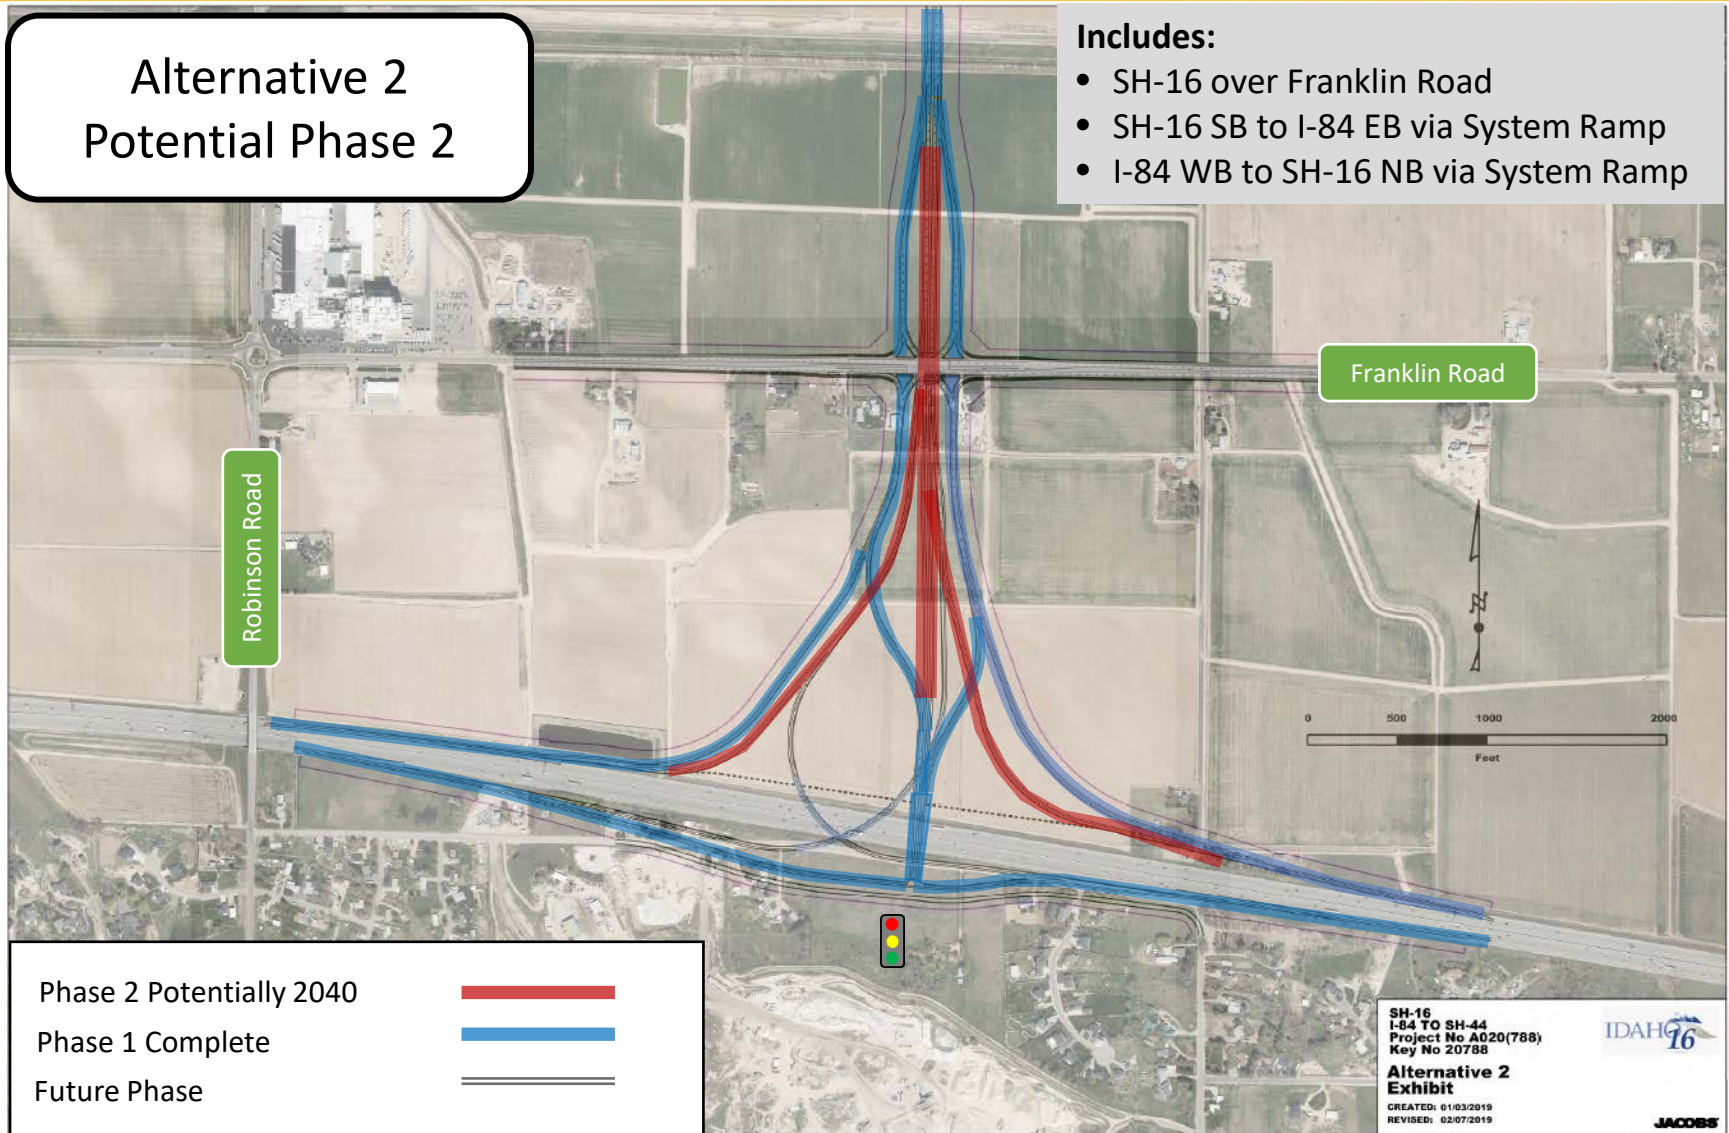 Alternative 2
Potential Phase 2
Includes:
• SH-16 over Franklin Road
• SH-16 SB to I-84 EB via System Ramp
• I-84 WB to SH-16 NB via System Ramp
Franklin Road
Robinson Road
N
0 500 1000 2000
Feet
Phase 2 Potentially 2040
Phase 1 Complete
Future Phase
SH-16
I-84 TO SH-44
Project No A020(788)
Key No 20788
IDAHO 16
Alternative 2
Exhibit
CREATED: 01/03/2019
REVISED: 02/07/2019
JACOBS